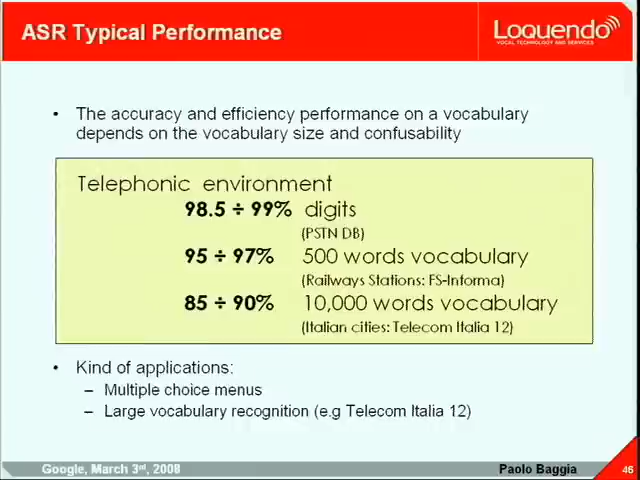 ASR Typical Performance
Loquendo
VOCAL TECHNOLOGY AND SERVICES
• The accuracy and efficiency performance on a vocabulary
depends on the vocabulary size and confusability
Telephonic environment
98.5 ÷ 99% digits
(PSTN DB)
95 ÷ 97% 500 words vocabulary
(Railways Stations: FS-Informa)
85 ÷ 90% 10,000 words vocabulary
(Italian cities: Telecom Italia 12)
• Kind of applications:
– Multiple choice menus
– Large vocabulary recognition (e.g Telecom Italia 12)
Google, March 3rd, 2008
Paolo Baggia
46